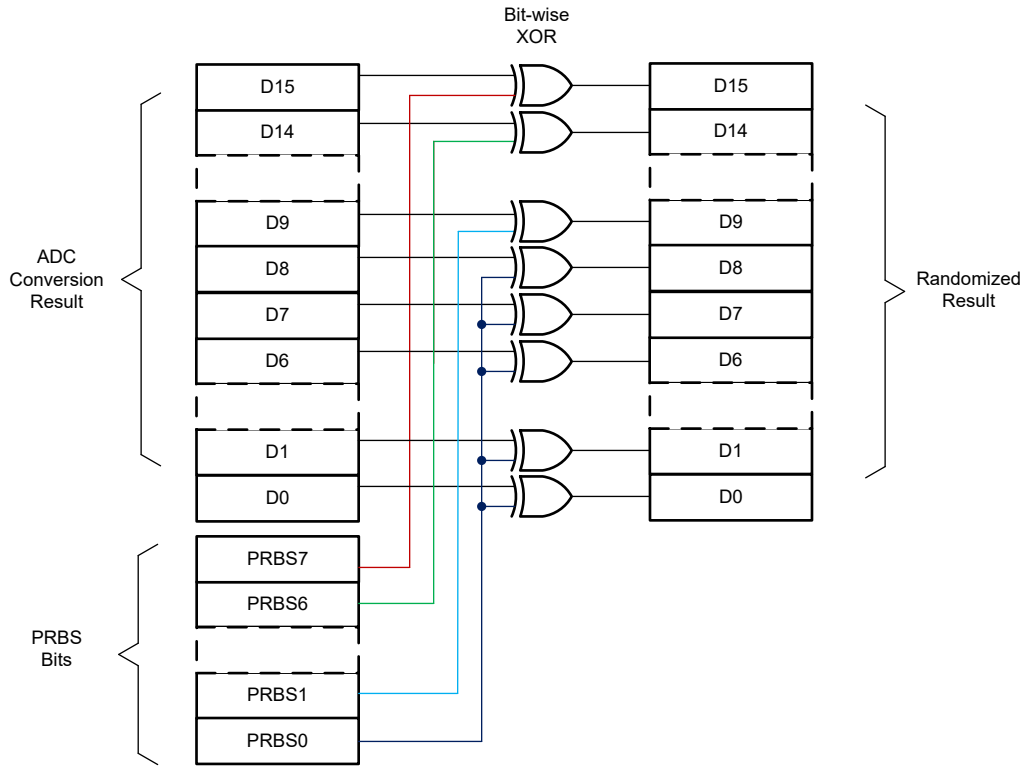 Bit-wise
XOR
D15
D14
D9
D8
D7
D6
D1
D0
ADC
Conversion
Result
PRBS7
PRBS6
PRBS1
PRBS0
PRBS
Bits
D15
D14
D9
D8
D7
D6
D1
D0
Randomized
Result